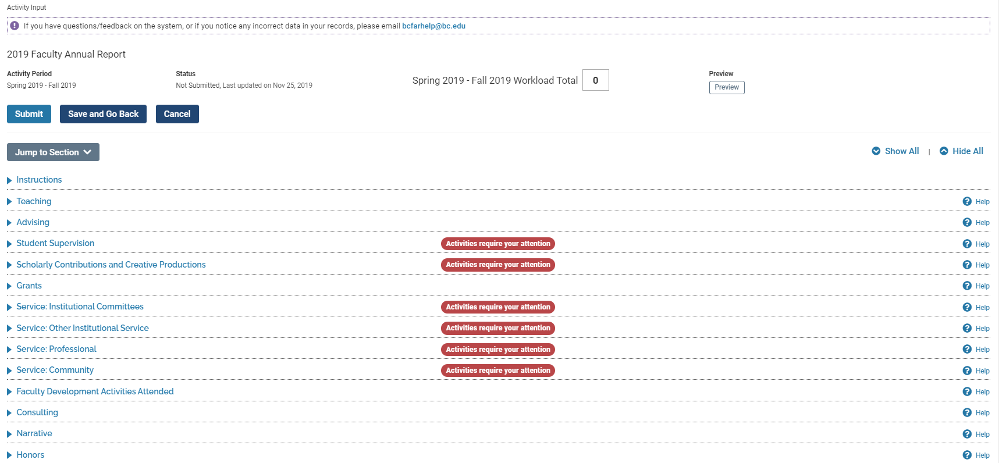 Activity Input
If you have questions/feedback on the system, or if you notice any incorrect data in your records, please email bcfarhelp@bc.edu
2019 Faculty Annual Report
Activity Period
Spring 2019 - Fall 2019
Status
Not Submitted, Last updated on Nov 25, 2019
Spring 2019 - Fall 2019 Workload Total 0
Preview
Preview
Submit Save and Go Back Cancel
Jump to Section Show All | Hide All
Instructions
Teaching Help
Advising Help
Student Supervision Activities require your attention Help
Scholarly Contributions and Creative Productions Activities require your attention Help
Grants Help
Service: Institutional Committees Activities require your attention Help
Service: Other Institutional Service Activities require your attention Help
Service: Professional Activities require your attention Help
Service: Community Activities require your attention Help
Faculty Development Activities Attended Help
Consulting Help
Narrative Help
Honors Help